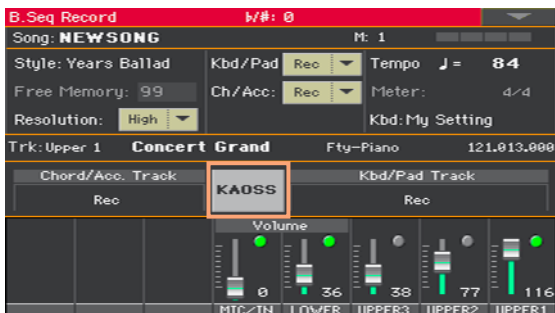 B.Seq Record b/#: 0
Song: NEWSONG M: 1
Style: Years Ballad Kbd/Pad Rec Tempo ♩= 84
Free Memory: 99 Ch/Acc: Rec Meter: 4/4
Resolution: High Kbd: My Setting
Trk: Upper 1 Concert Grand Fty-Piano 121.013.000
Chord/Acc. Track KAOSS Kbd/Pad Track
Rec Rec
Volume
0 36 38 77 116
MIC/IN LOWER UPPER3 UPPER2 UPPER1